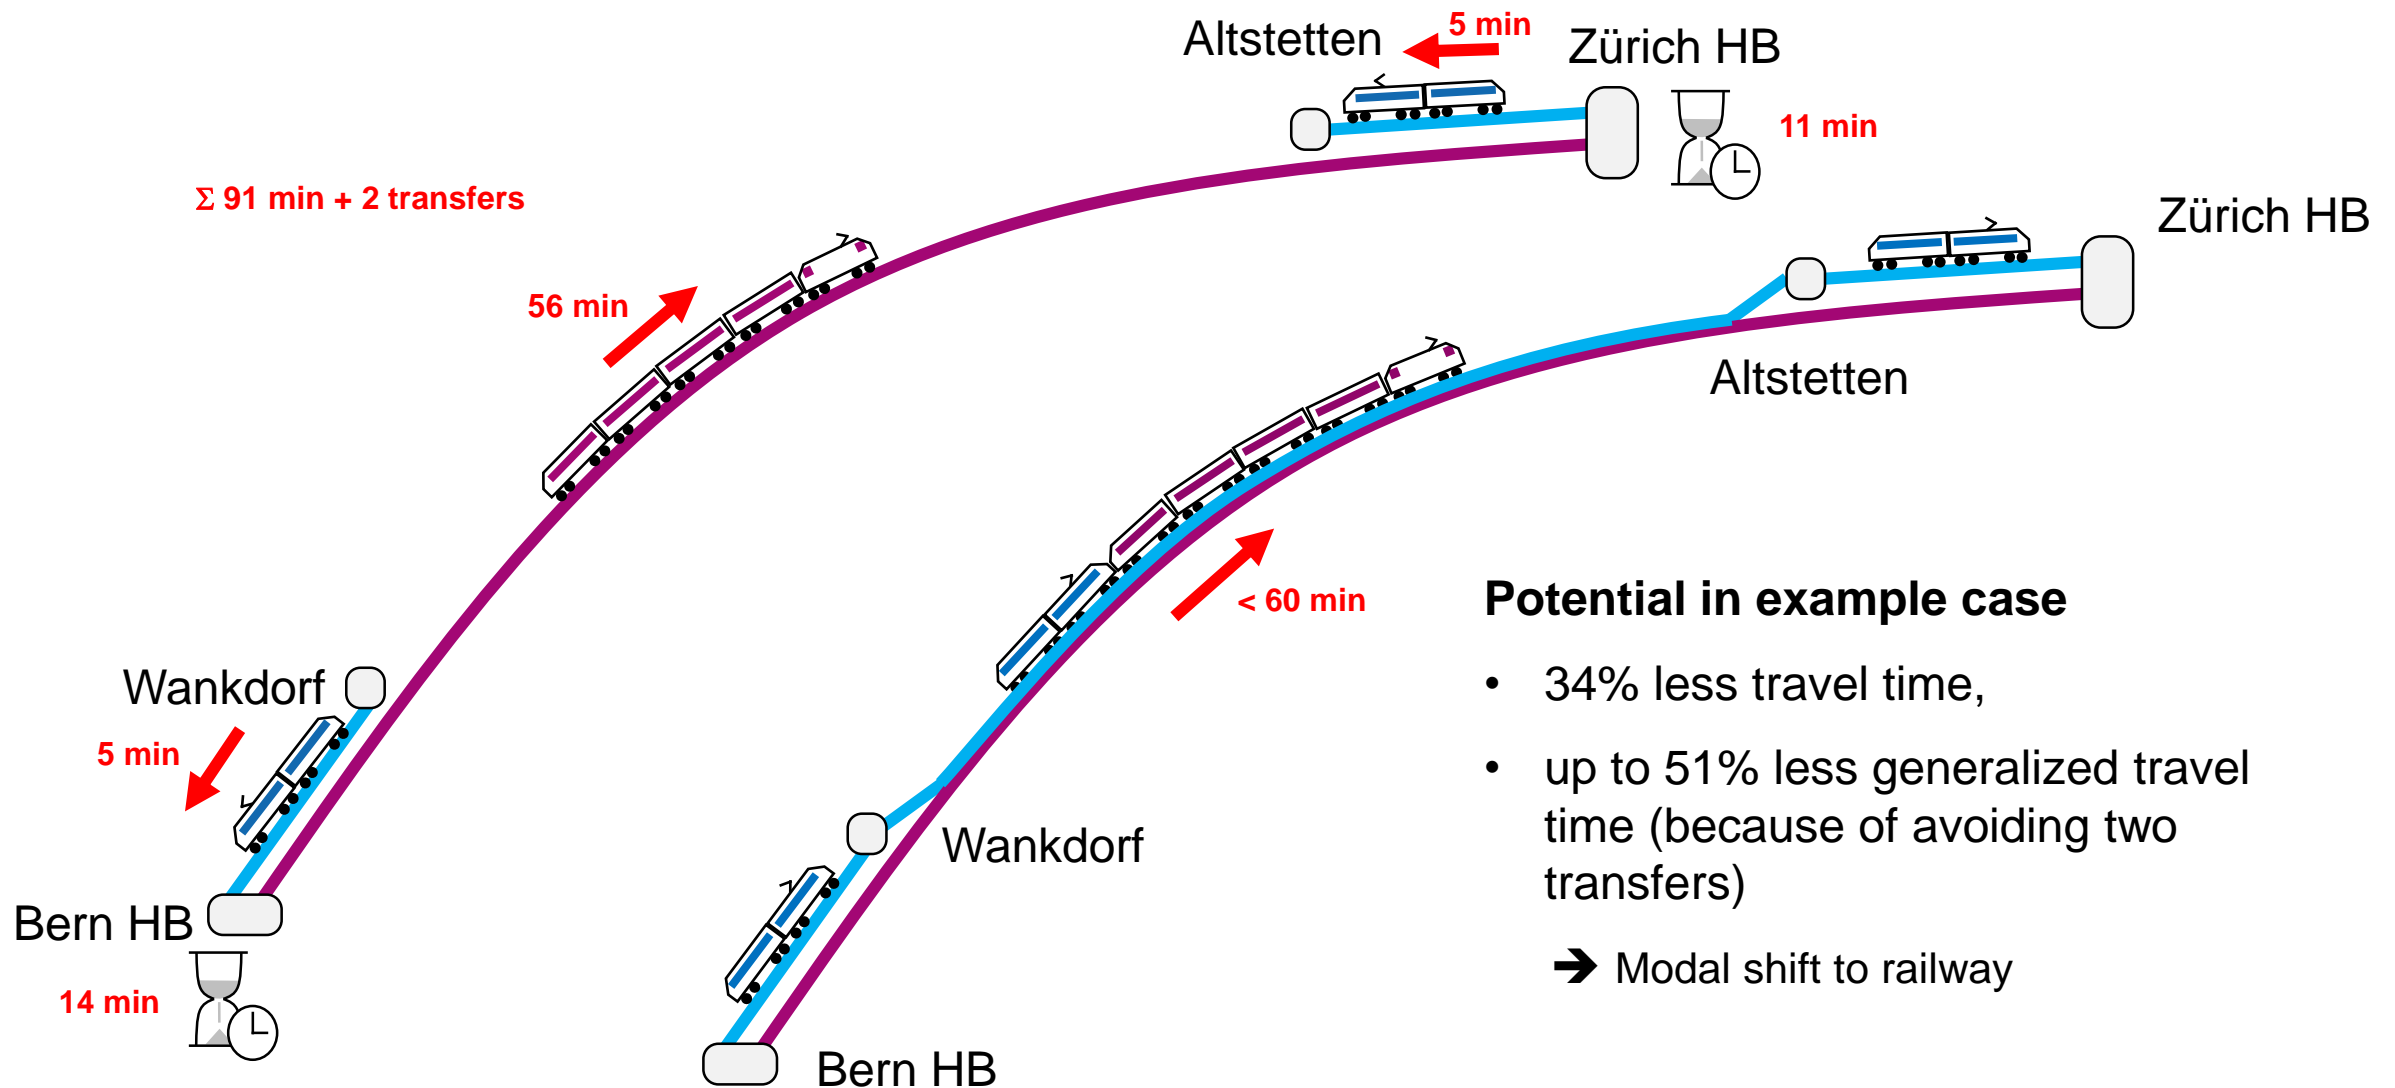 Altstetten
5 min
Zürich HB
11 min
Σ 91 min + 2 transfers
56 min
Wankdorf
5 min
Bern HB
14 min
Zürich HB
Altstetten
< 60 min
Wankdorf
Bern HB
Potential in example case
• 34% less travel time,
• up to 51% less generalized travel
time (because of avoiding two
transfers)
➔ Modal shift to railway